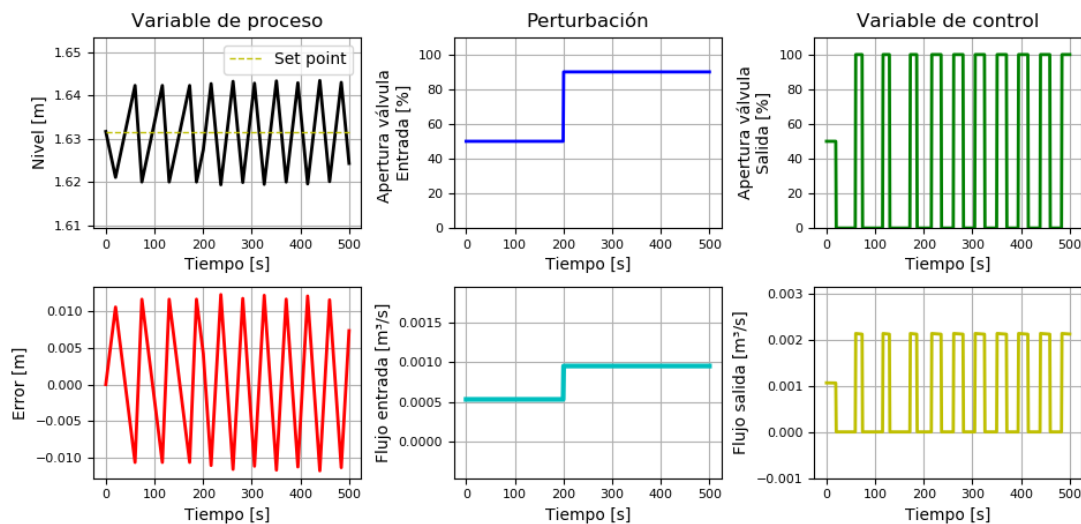 Variable de proceso
Nivel [m]
1.65
1.64
1.63
1.62
1.61
Set point
0 100 200 300 400 500
Tiempo [s]
Perturbación
Apertura válvula
Entrada [%]
100
80
60
40
20
0
0 100 200 300 400 500
Tiempo [s]
Variable de control
Apertura válvula
Salida [%]
100
80
60
40
20
0
0 100 200 300 400 500
Tiempo [s]
Error [m]
0.010
0.005
0.000
−0.005
−0.010
0 100 200 300 400 500
Tiempo [s]
Flujo entrada [m³/s]
0.0015
0.0010
0.0005
0.0000
0 100 200 300 400 500
Tiempo [s]
Flujo salida [m³/s]
0.003
0.002
0.001
0.000
−0.001
0 100 200 300 400 500
Tiempo [s]